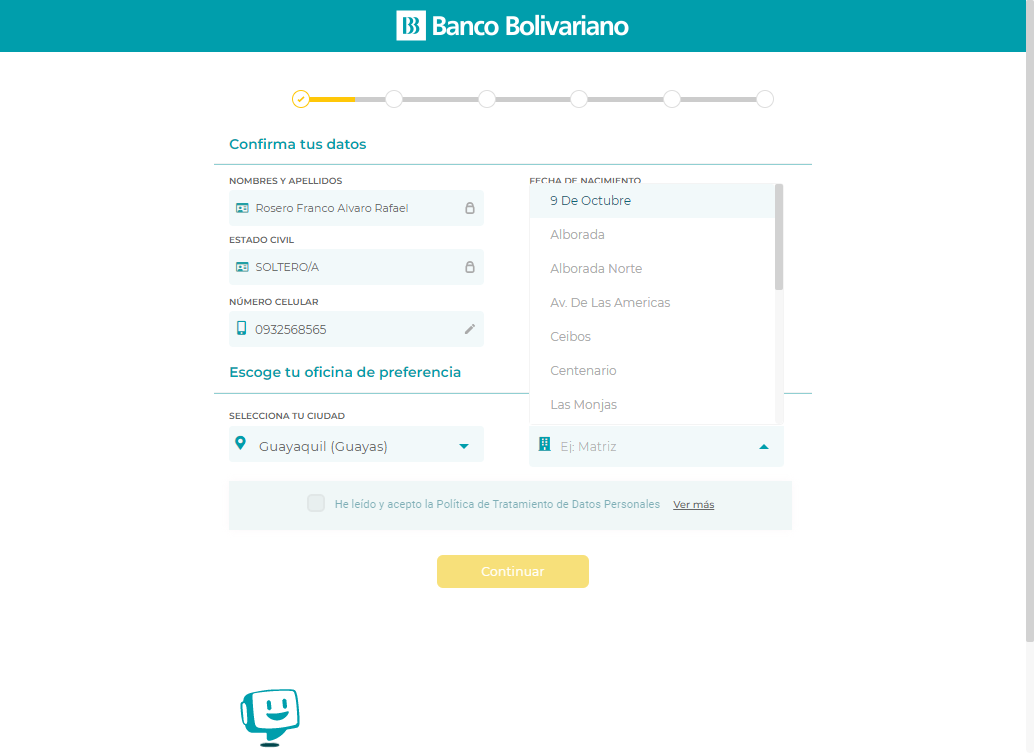 Banco Bolivariano
Confirma tus datos
NOMBRES Y APELLIDOS
Rosero Franco Alvaro Rafael
ESTADO CIVIL
SOLTERO/A
NÚMERO CELULAR
0932568565
FECHA DE NACIMIENTO
9 De Octubre
Alborada
Alborada Norte
Av. De Las Americas
Ceibos
Centenario
Las Monjas
Escoge tu oficina de preferencia
SELECCIONA TU CIUDAD
Guayaquil (Guayas)
Ej: Matriz
He leído y acepto la Política de Tratamiento de Datos Personales Ver más
Continuar